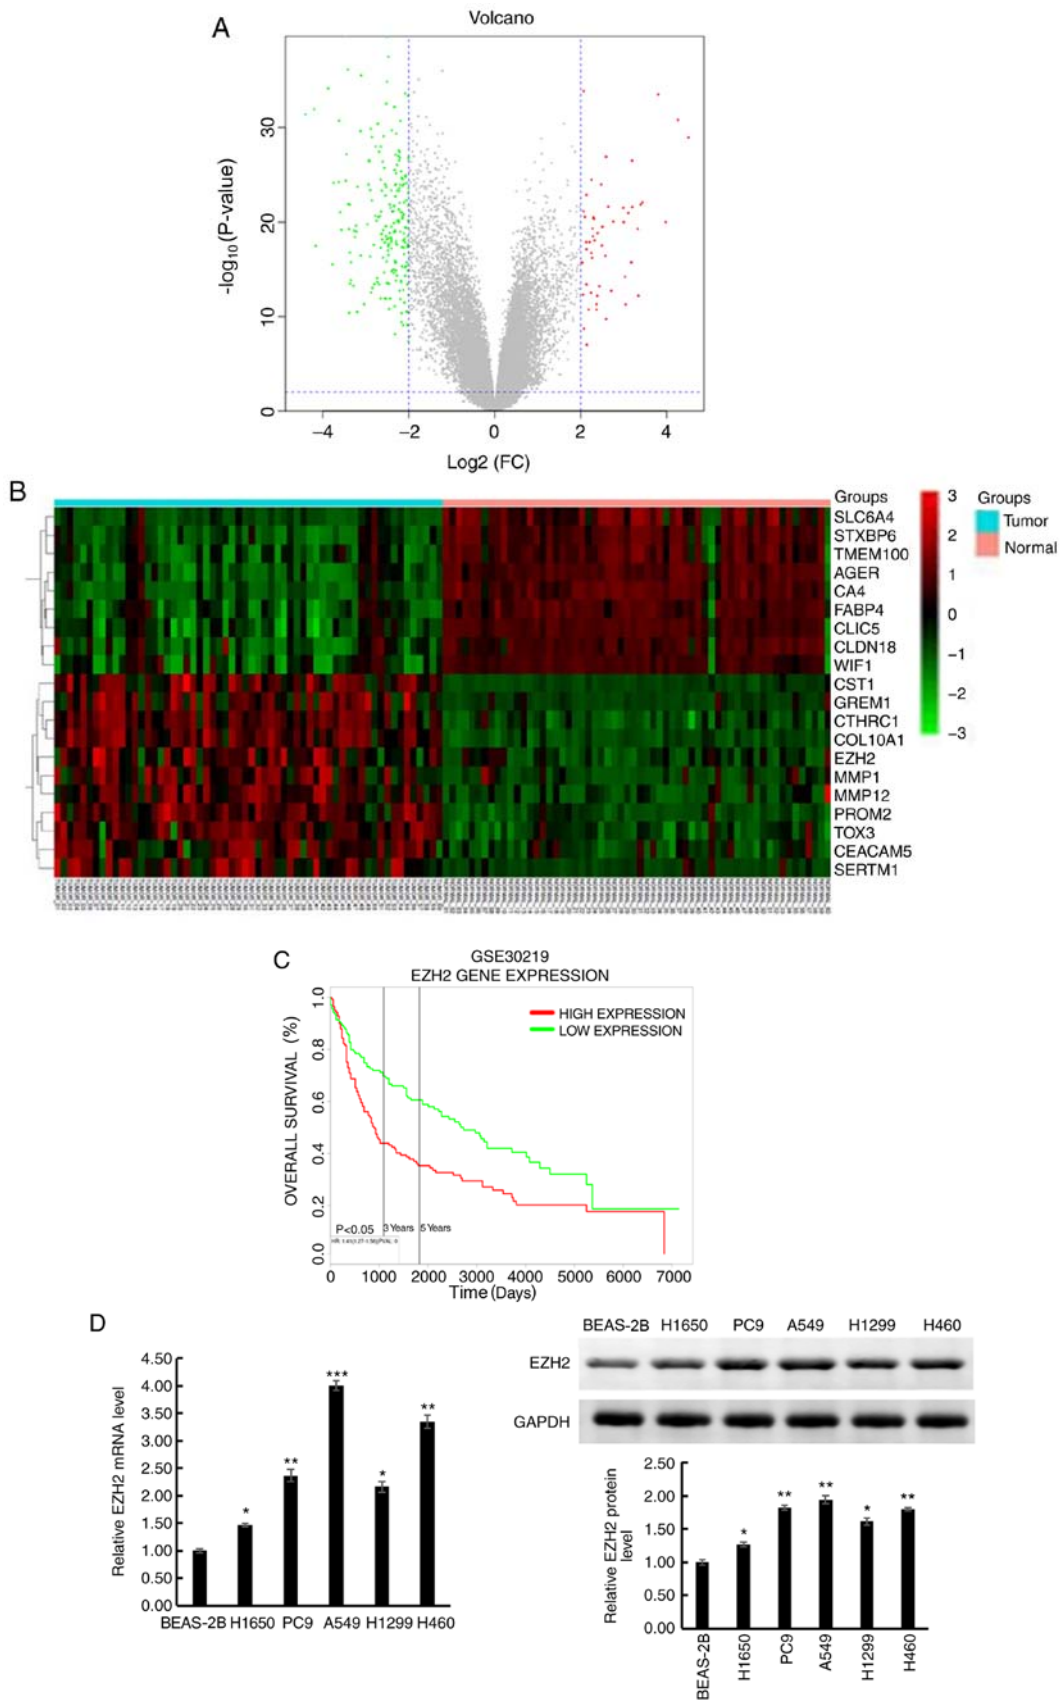 A
Volcano
-log10(P-value)
30
20
10
0
−4 −2 0 2 4
Log2 (FC)
B
Groups
SLC6A4
STXBP6
TMEM100
AGER
CA4
FABP4
CLIC5
CLDN18
WIF1
CST1
GREM1
CTHRC1
COL10A1
EZH2
MMP1
MMP12
PROM2
TOX3
CEACAM5
SERTM1
3
2
1
0
−1
−2
−3
Groups
Tumor
Normal
C
GSE30219
EZH2 GENE EXPRESSION
HIGH EXPRESSION
LOW EXPRESSION
OVERALL SURVIVAL (%)
1.0
0.8
0.6
0.4
0.2
0.0
P<0.05 3 Years 5 Years
0 1000 2000 3000 4000 5000 6000 7000
Time (Days)
D
Relative EZH2 mRNA level
4.50
4.00
3.50
3.00
2.50
2.00
1.50
1.00
0.50
0.00
* ** *** * **
BEAS-2B H1650 PC9 A549 H1299 H460
BEAS-2B H1650 PC9 A549 H1299 H460
EZH2
GAPDH
Relative EZH2 protein
level
2.50
2.00
1.50
1.00
0.50
0.00
* ** ** * **
BEAS-2B
H1650
PC9
A549
H1299
H460